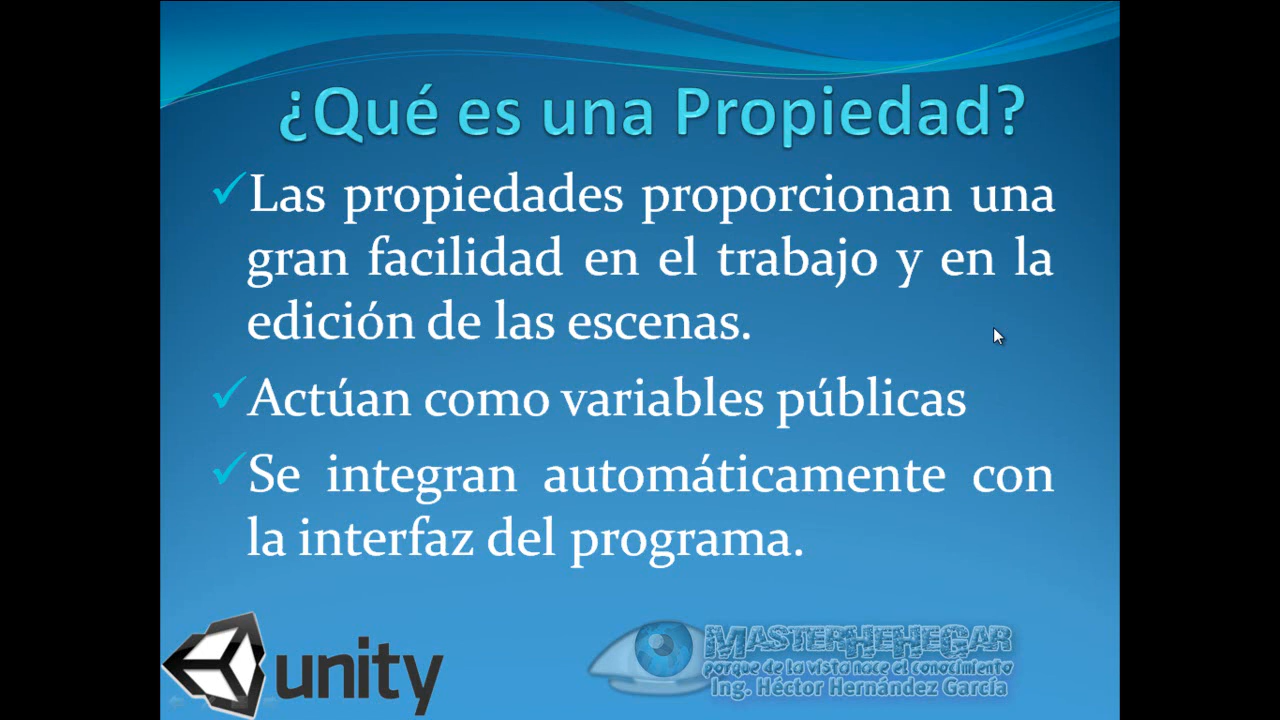 ¿Qué es una Propiedad?
Las propiedades proporcionan una
gran facilidad en el trabajo y en la
edición de las escenas.
Actúan como variables públicas
Se integran automáticamente con
la interfaz del programa.
unity
MASTERHEHEGAR
porque de la vista nace el conocimiento
Ing. Héctor Hernández García